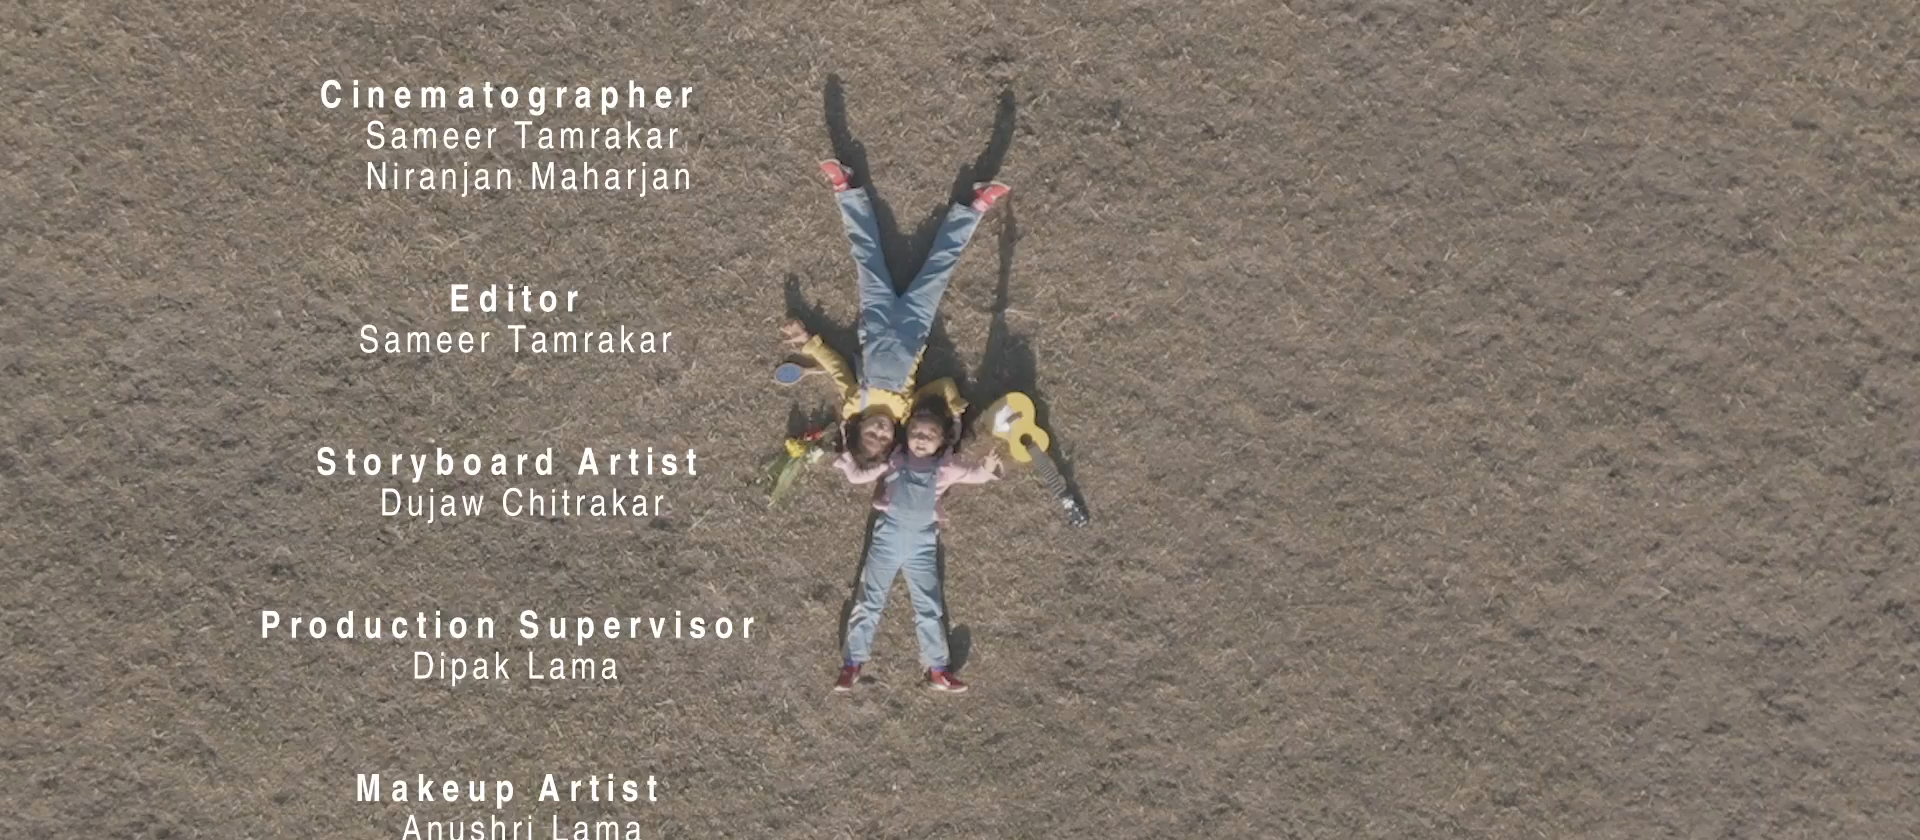 Cinematographer
Sameer Tamrakar
Niranjan Maharjan
Editor
Sameer Tamrakar
Storyboard Artist
Dujaw Chitrakar
Production Supervisor
Dipak Lama
Makeup Artist
Anushri Lama